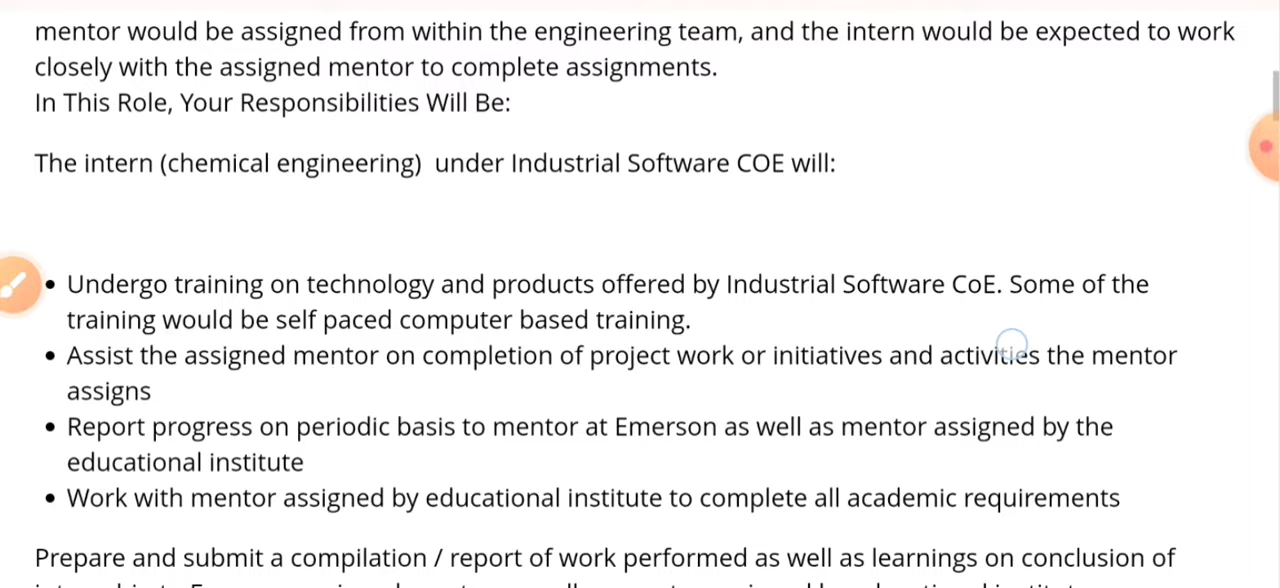 mentor would be assigned from within the engineering team, and the intern would be expected to work
closely with the assigned mentor to complete assignments.
In This Role, Your Responsibilities Will Be:
The intern (chemical engineering)  under Industrial Software COE will:
• Undergo training on technology and products offered by Industrial Software CoE. Some of the
training would be self paced computer based training.
• Assist the assigned mentor on completion of project work or initiatives and activities the mentor
assigns
• Report progress on periodic basis to mentor at Emerson as well as mentor assigned by the
educational institute
• Work with mentor assigned by educational institute to complete all academic requirements
Prepare and submit a compilation / report of work performed as well as learnings on conclusion of